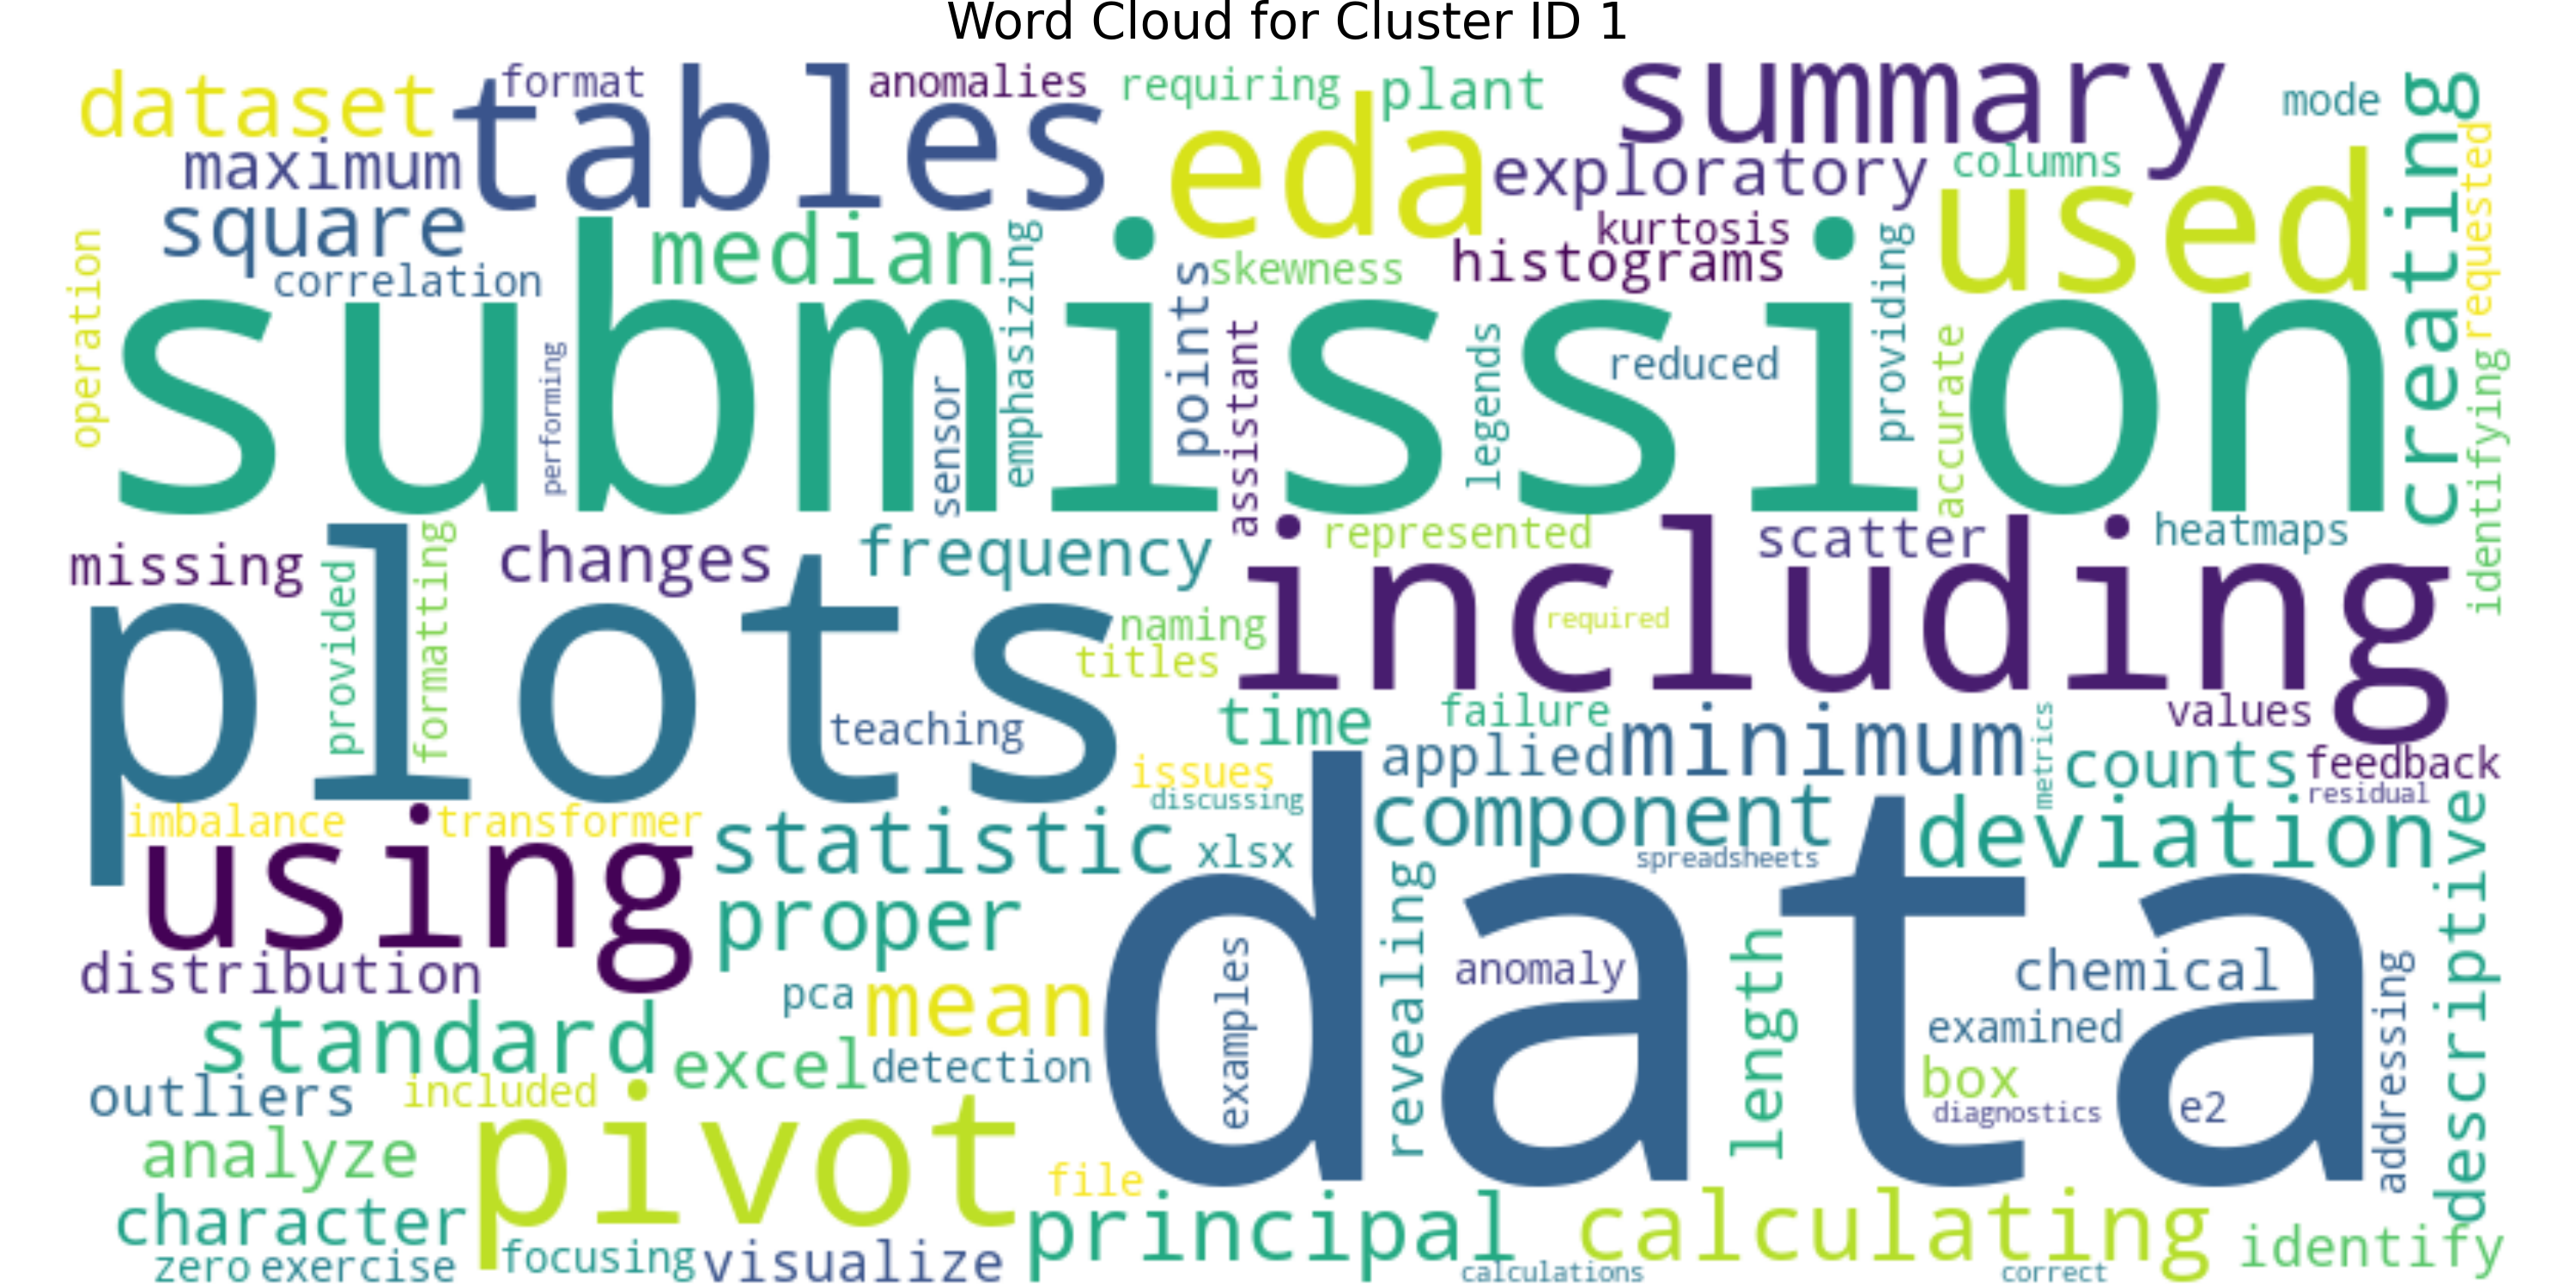 Word Cloud for Cluster ID 1
dataset
format
tables
anomalies
requiring
plant
summary
mode
creating
requested
maximum
eda
exploratory
columns
used
square
median
kurtosis
histograms
correlation
skewness
operation
emphasizing
points
providing
submission
performing
sensor
assistant
legends
reduced
accurate
identifying
missing
formatting
changes
frequency
represented
including
scatter
heatmaps
provided
plots
naming
titles
required
teaching
time
failure
minimum
metrics
values
issues
applied
counts
feedback
discussing
residual
imbalance
transformer
statistic
xlsx
component
spreadsheets
deviation
descriptive
using
proper
data
revealing
distribution
pca
mean
examples
anomaly
length
chemical
addressing
standard
excel
detection
examined
box
outliers
included
diagnostics
e2
analyze
pivot
file
character
principal
calculating
identify
zero
exercise
focusing
visualize
calculations
correct